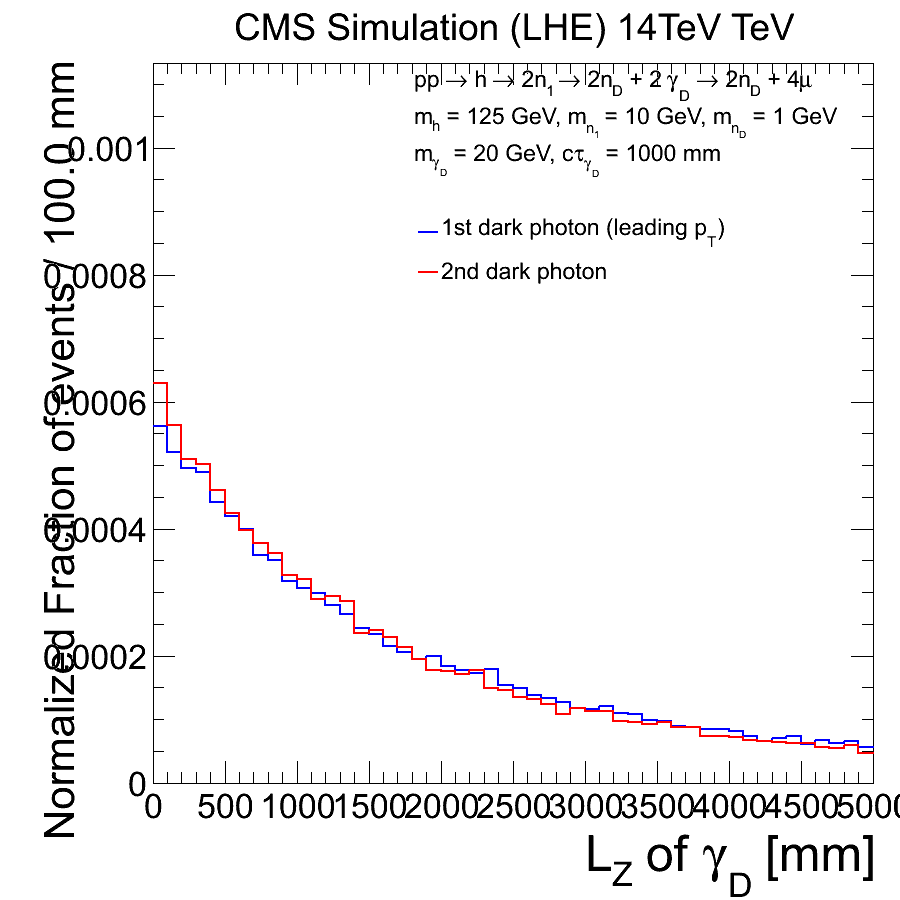 CMS Simulation (LHE) 14TeV TeV
pp → h → 2n1 → 2nD + 2 γD → 2nD + 4μ
mh = 125 GeV, mn1 = 10 GeV, mnD = 1 GeV
mγD = 20 GeV, cτγD = 1000 mm
1st dark photon (leading pT)
2nd dark photon
Normalized Fraction of events / 100.0 mm
0.001
0.0008
0.0006
0.0004
0.0002
0
0 500 1000 1500 2000 2500 3000 3500 4000 4500 5000
LZ of γD [mm]